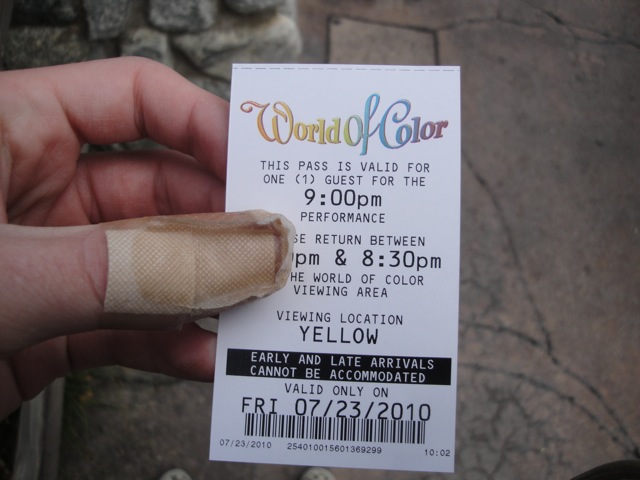 World Of Color
THIS PASS IS VALID FOR
ONE (1) GUEST FOR THE
9:00pm
PERFORMANCE
RETURN BETWEEN
& 8:30pm
THE WORLD OF COLOR
VIEWING AREA
VIEWING LOCATION
YELLOW
EARLY AND LATE ARRIVALS
CANNOT BE ACCOMMODATED
VALID ONLY ON
FRI 07/23/2010
07/23/2010 254010015601369299 10:02